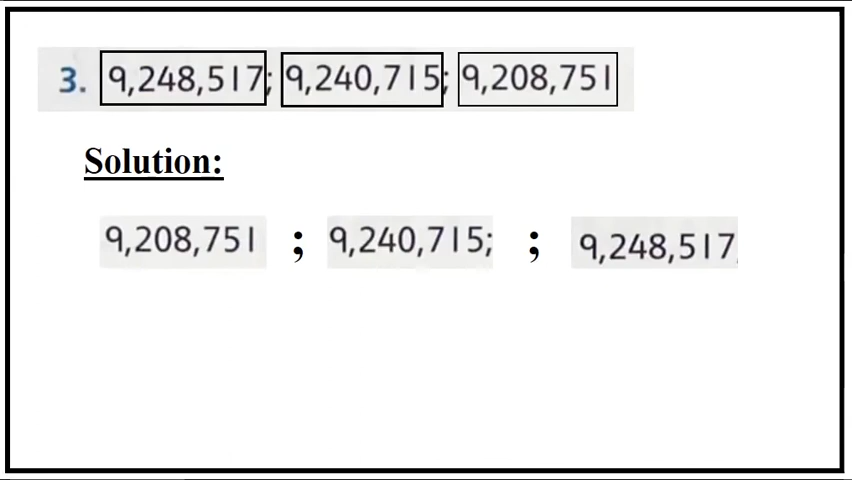 3. 9,248,517; 9,240,715; 9,208,751
Solution:
9,208,751 ; 9,240,715; ; 9,248,517